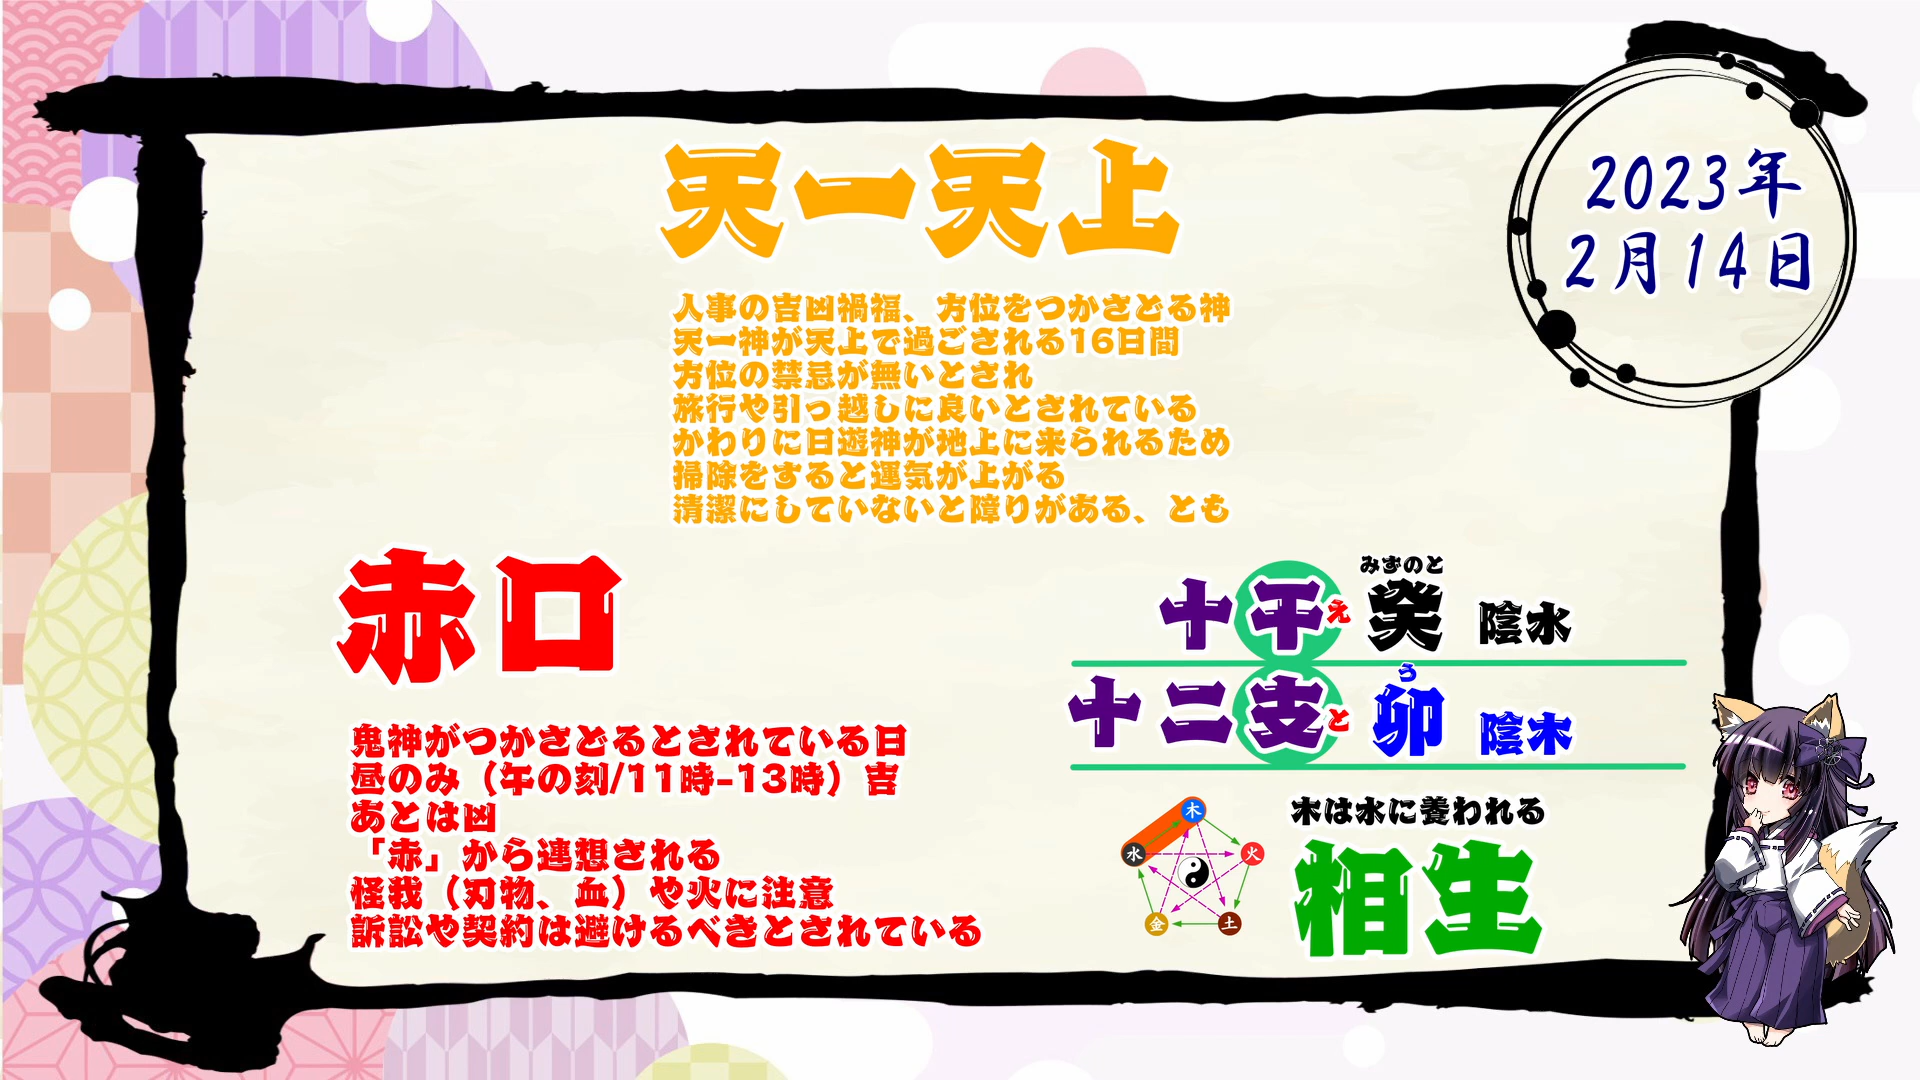 2023年
2月14日
天一天上
人事の吉凶禍福、方位をつかさどる神
天一神が天上で過ごされる16日間
方位の禁忌が無いとされ
旅行や引っ越しに良いとされている
かわりに日遊神が地上に来られるため
掃除をすると運気が上がる
清潔にしていないと障りがある、とも
赤口
鬼神がつかさどるとされている日
昼のみ（午の刻/11時-13時）吉
あとは凶
「赤」から連想される
怪我（刃物、血）や火に注意
訴訟や契約は避けるべきとされている
みずのと
十干え 癸 陰水
う
十二支と 卯 陰木
木は水に養われる
相生
木
水
火
金
土